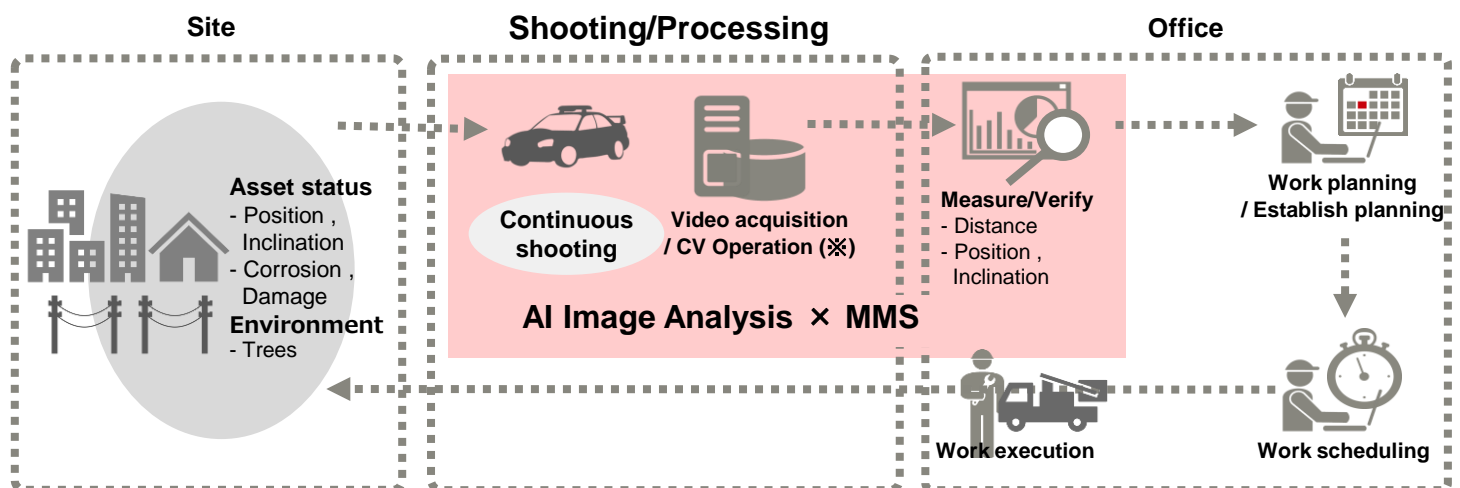 Site
Shooting/Processing
Office
Asset status
- Position ,
Inclination
- Corrosion ,
Damage
Environment
- Trees
Continuous
shooting
Video acquisition
/ CV Operation (※)
AI Image Analysis × MMS
Measure/Verify
- Distance
- Position ,
Inclination
Work planning
/ Establish planning
Work execution
Work scheduling